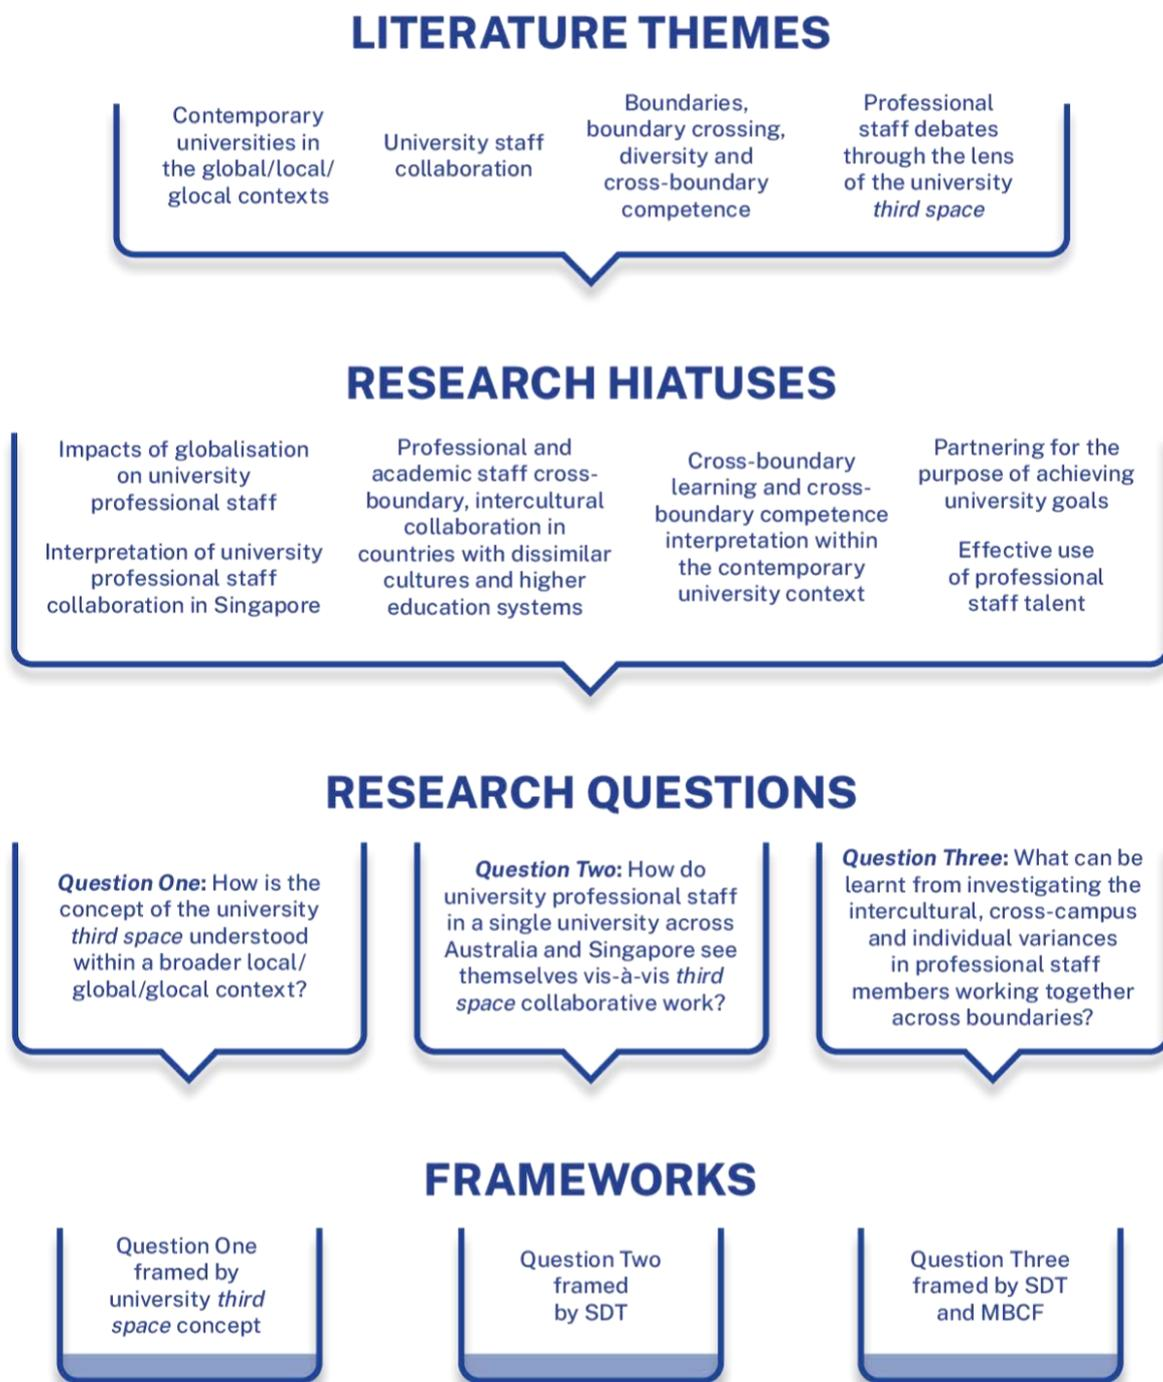 LITERATURE THEMES
Contemporary
universities in
the global/local/
glocal contexts
University staff
collaboration
Boundaries,
boundary crossing,
diversity and
cross-boundary
competence
Professional
staff debates
through the lens
of the university
third space
RESEARCH HIATUSES
Impacts of globalisation
on university
professional staff
Interpretation of university
professional staff
collaboration in Singapore
Professional and
academic staff cross-
boundary, intercultural
collaboration in
countries with dissimilar
cultures and higher
education systems
Cross-boundary
learning and cross-
boundary competence
interpretation within
the contemporary
university context
Partnering for the
purpose of achieving
university goals
Effective use
of professional
staff talent
RESEARCH QUESTIONS
Question One: How is the
concept of the university
third space understood
within a broader local/
global/glocal context?
Question Two: How do
university professional staff
in a single university across
Australia and Singapore see
themselves vis-à-vis third
space collaborative work?
Question Three: What can be
learnt from investigating the
intercultural, cross-campus
and individual variances
in professional staff
members working together
across boundaries?
FRAMEWORKS
Question One
framed by
university third
space concept
Question Two
framed
by SDT
Question Three
framed by SDT
and MBCF